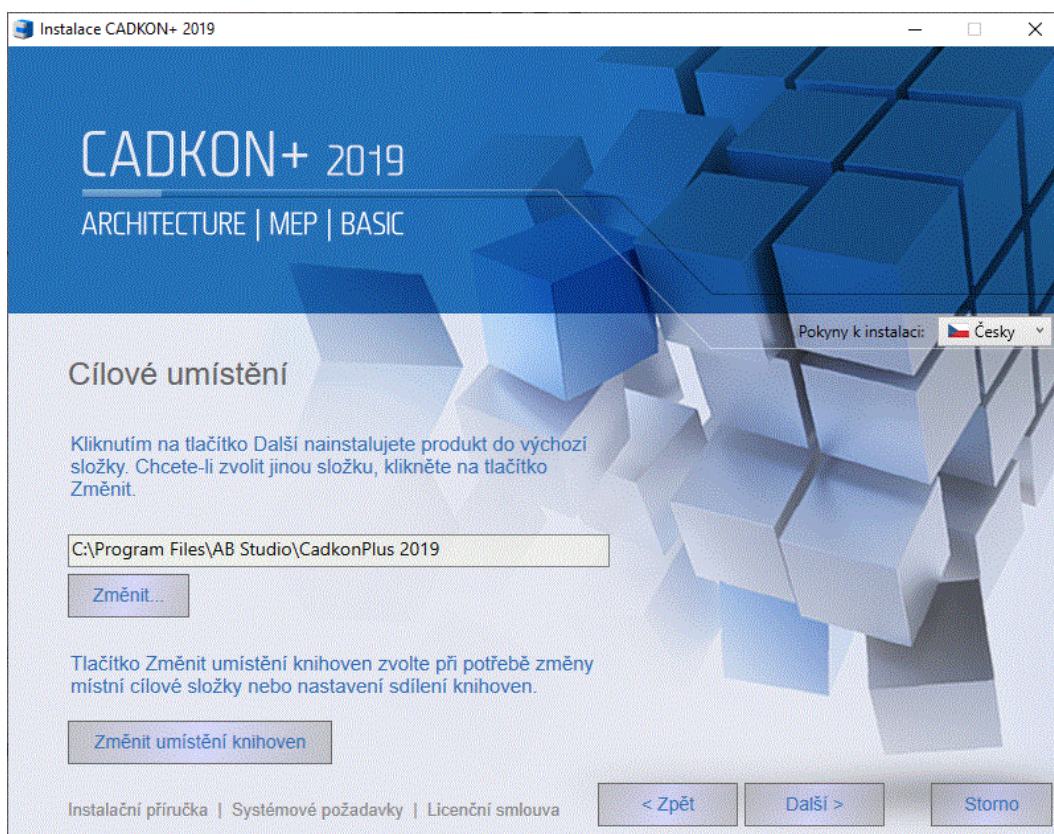 Instalace CADKON+ 2019
CADKON+ 2019
ARCHITECTURE | MEP | BASIC
Pokyny k instalaci: Česky
Cílové umístění
Kliknutím na tlačítko Další nainstalujete produkt do výchozí
složky. Chcete-li zvolit jinou složku, klikněte na tlačítko
Změnit.
C:\Program Files\AB Studio\CadkonPlus 2019
Změnit...
Tlačítko Změnit umístění knihoven zvolte při potřebě změny
místní cílové složky nebo nastavení sdílení knihoven.
Změnit umístění knihoven
Instalační příručka | Systémové požadavky | Licenční smlouva
< Zpět
Další >
Storno